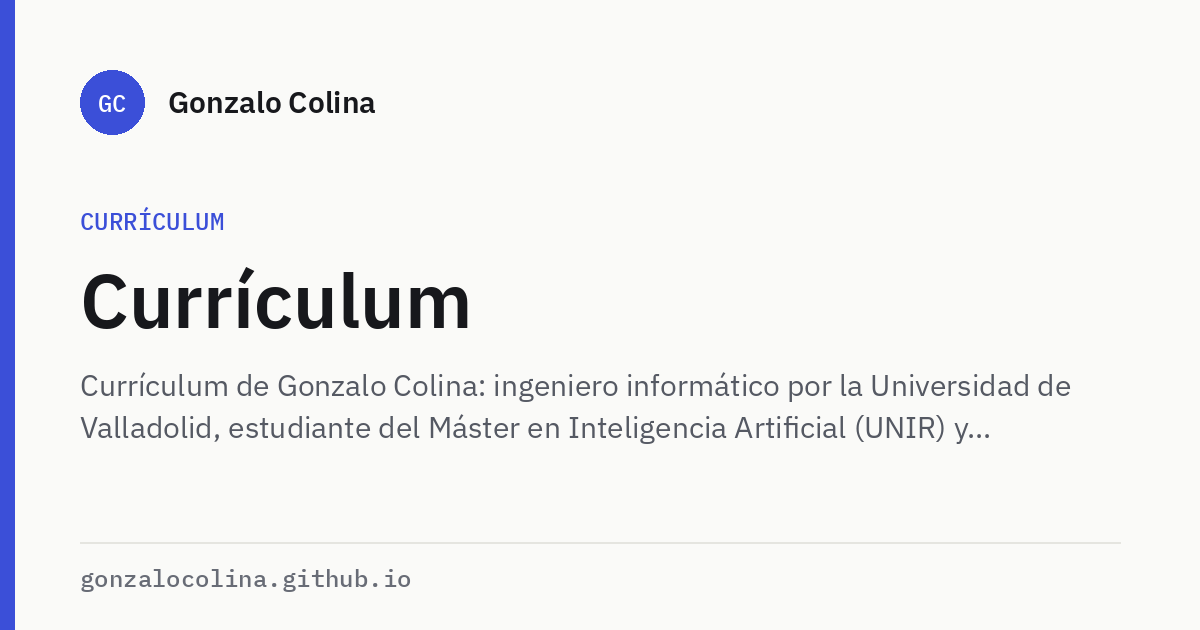 GC
Gonzalo Colina
CURRÍCULUM
Currículum
Currículum de Gonzalo Colina: ingeniero informático por la Universidad de
Valladolid, estudiante del Máster en Inteligencia Artificial (UNIR) y…
gonzalocolina.github.io